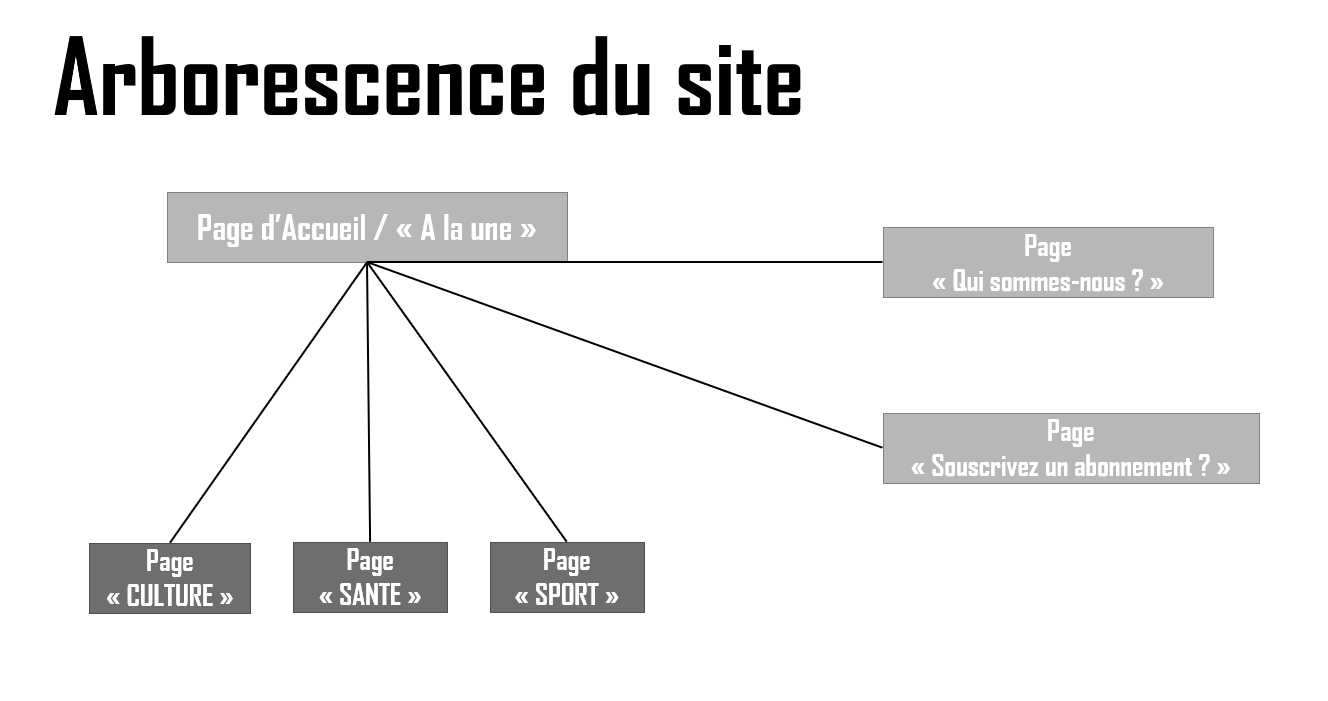 Arborescence du site
Page d’Accueil / « A la une »
Page
« Qui sommes-nous ? »
Page
« Souscrivez un abonnement ? »
Page
« CULTURE »
Page
« SANTE »
Page
« SPORT »